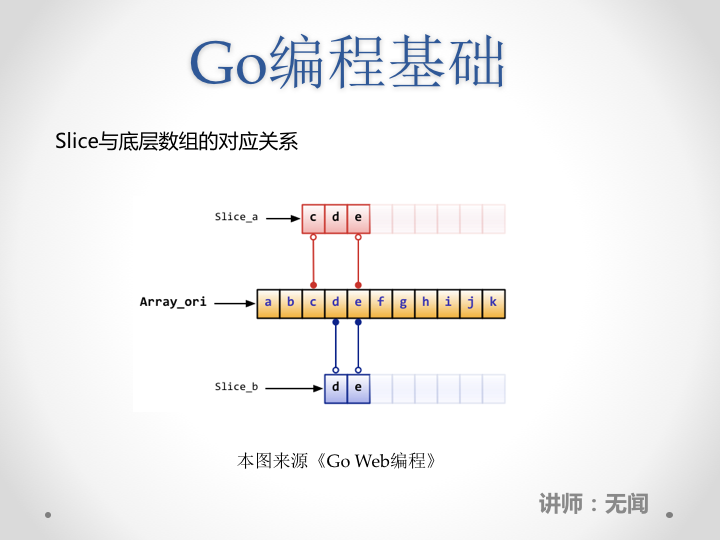 Go编程基础
Slice与底层数组的对应关系
Slice_a c d e
Array_ori a b c d e f g h i j k
Slice_b d e
本图来源《Go Web编程》
讲师：无闻